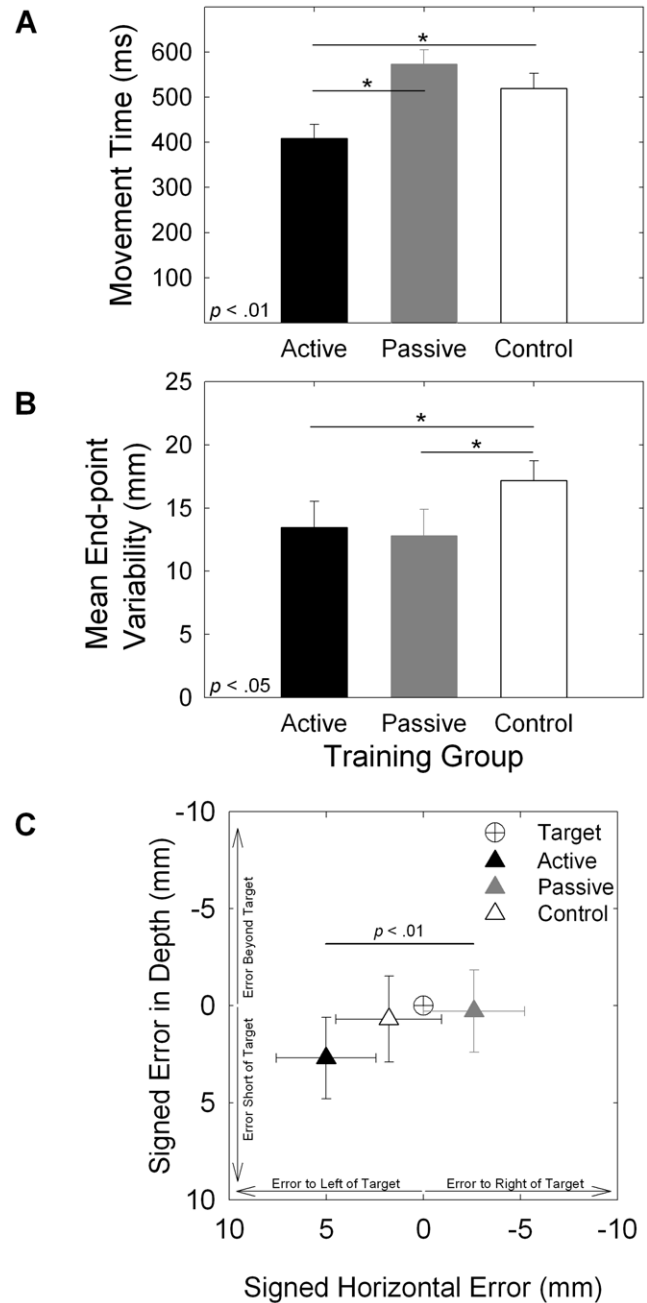 A
Movement Time (ms)
600
500
400
300
200
100
*
*
p < .01
Active Passive Control
B
Mean End-point
Variability (mm)
25
20
15
10
5
0
*
*
p < .05
Active Passive Control
Training Group
C
Signed Error in Depth (mm)
-10
-5
0
5
10
Error Beyond Target
Error Short of Target
Target
Active
Passive
Control
p < .01
Error to Left of Target Error to Right of Target
10 5 0 -5 -10
Signed Horizontal Error (mm)